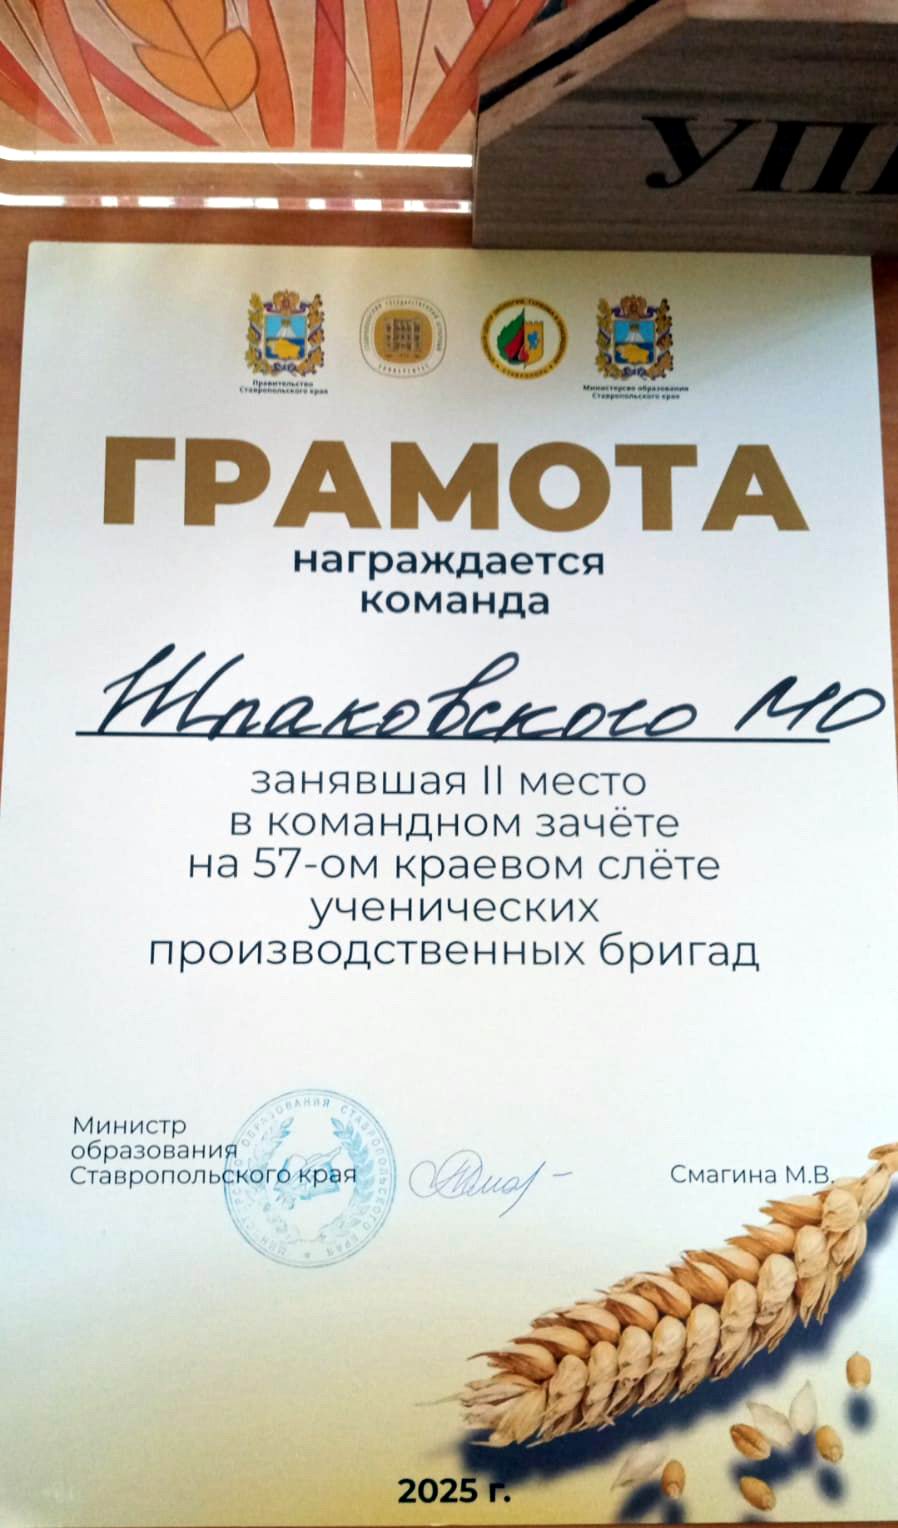 УПП
Правительство
Ставропольского края
Министерство образования
Ставропольского края
ГРАМОТА
награждается
команда
Шпаковского МО
занявшая II место
в командном зачёте
на 57-ом краевом слёте
ученических
производственных бригад
Министр
образования
Ставропольского края
Смагина М.В.
2025 г.